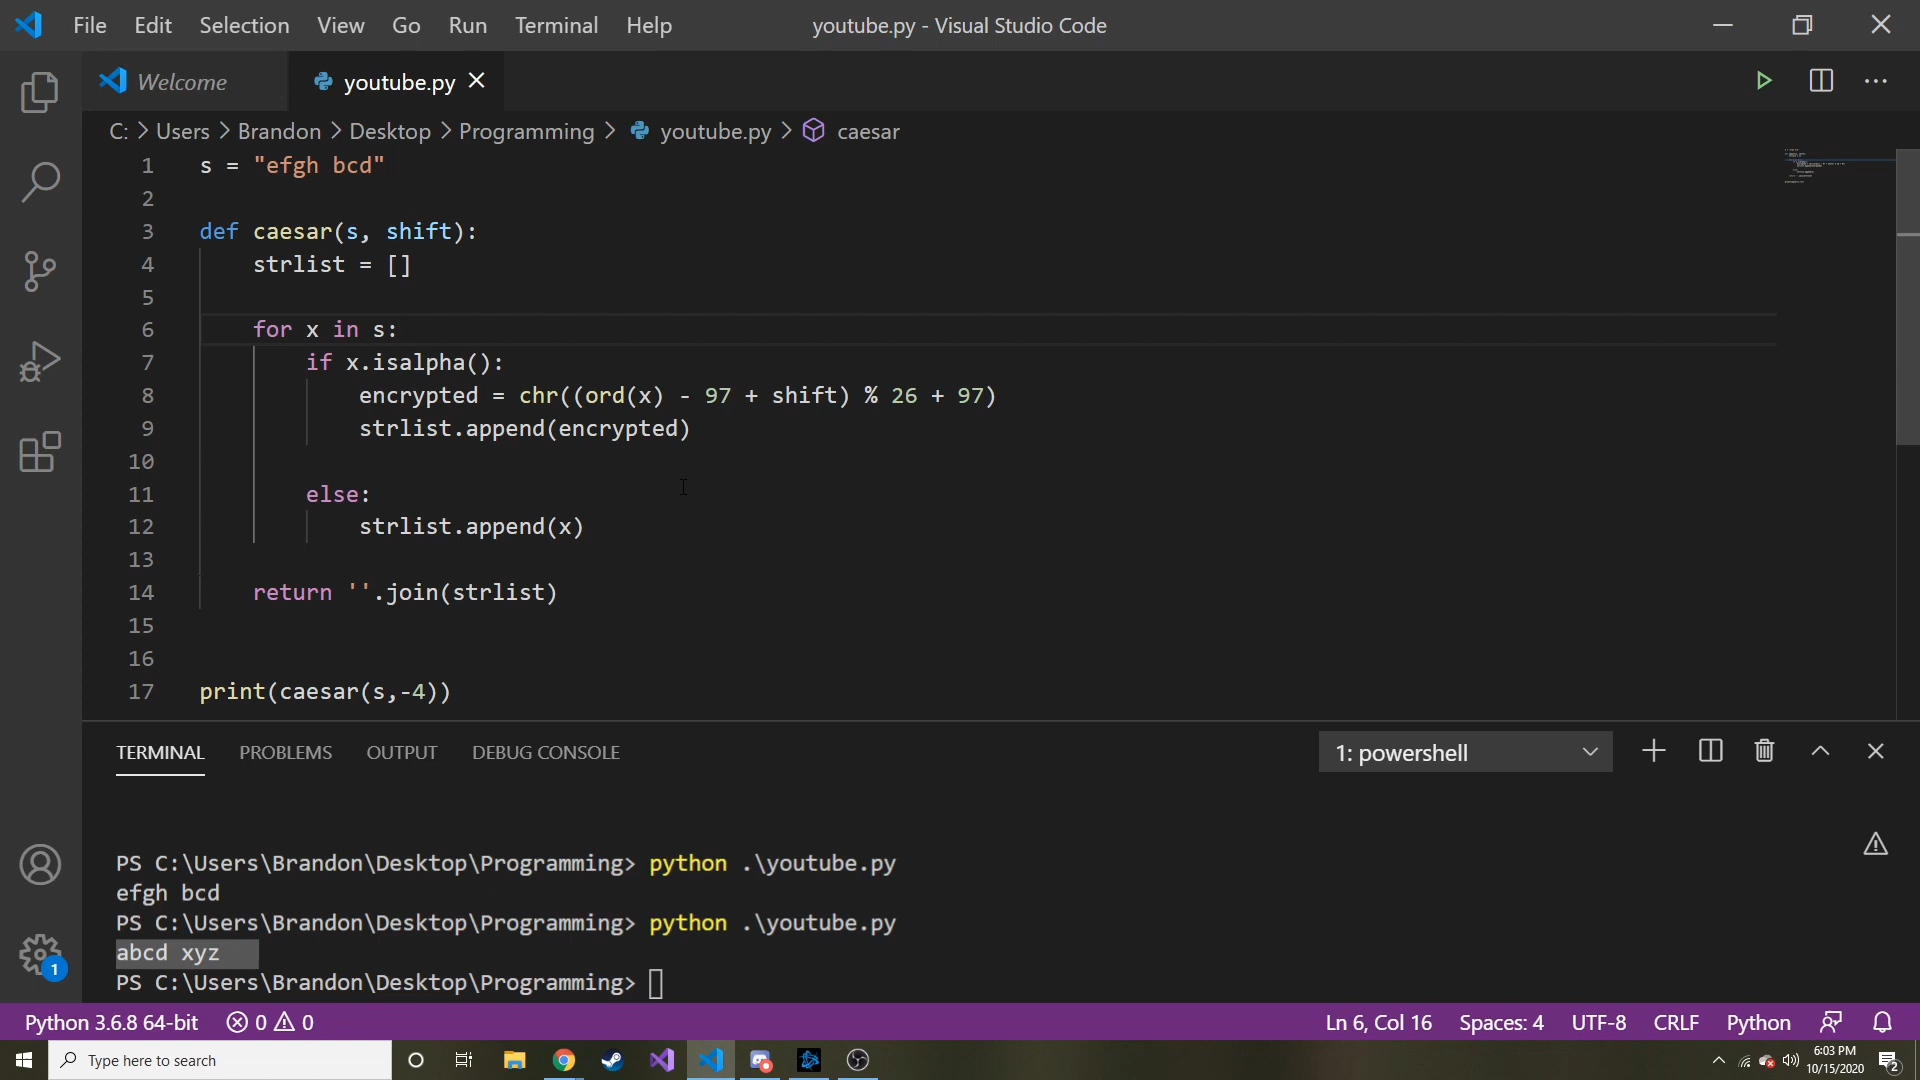 File Edit Selection View Go Run Terminal Help youtube.py - Visual Studio Code
Welcome youtube.py
C: > Users > Brandon > Desktop > Programming > youtube.py > caesar
1 s = "efgh bcd"
2
3 def caesar(s, shift):
4 strlist = []
5
6 for x in s:
7 if x.isalpha():
8 encrypted = chr((ord(x) - 97 + shift) % 26 + 97)
9 strlist.append(encrypted)
10
11 else:
12 strlist.append(x)
13
14 return ''.join(strlist)
15
16
17 print(caesar(s,-4))
TERMINAL PROBLEMS OUTPUT DEBUG CONSOLE 1: powershell
PS C:\Users\Brandon\Desktop\Programming> python .\youtube.py
efgh bcd
PS C:\Users\Brandon\Desktop\Programming> python .\youtube.py
abcd xyz
PS C:\Users\Brandon\Desktop\Programming>
1
Python 3.6.8 64-bit 0 0 Ln 6, Col 16 Spaces: 4 UTF-8 CRLF Python
Type here to search 6:03 PM
10/15/2020 2